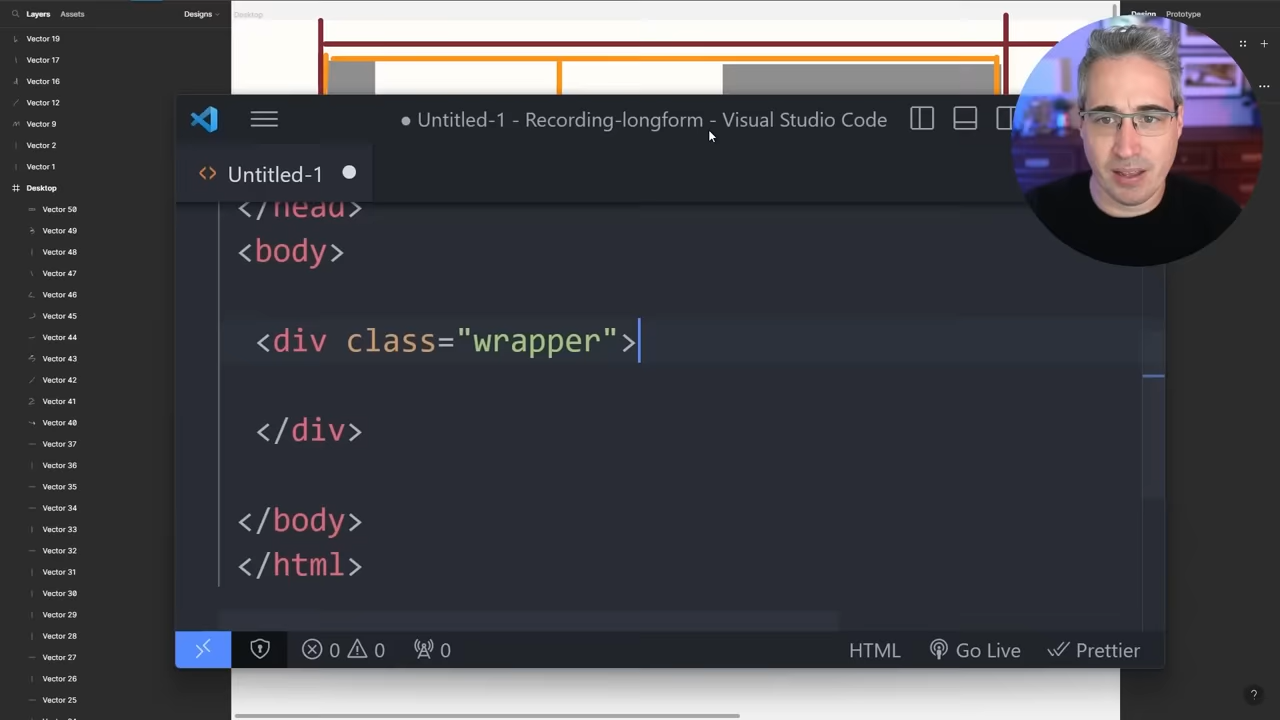 Layers Assets Designs
Desktop
Design Prototype
Vector 19
Vector 17
Vector 16
Vector 12
Vector 9
Vector 2
Vector 1
Desktop
Vector 50
Vector 49
Vector 48
Vector 47
Vector 46
Vector 45
Vector 44
Vector 43
Vector 42
Vector 41
Vector 40
Vector 37
Vector 36
Vector 35
Vector 34
Vector 33
Vector 32
Vector 31
Vector 30
Vector 29
Vector 28
Vector 27
Vector 26
Vector 25
● Untitled-1 - Recording-longform - Visual Studio Code
<> Untitled-1
</head>
<body>
<div class="wrapper">
</div>
</body>
</html>
0 0 0 HTML Go Live Prettier
?